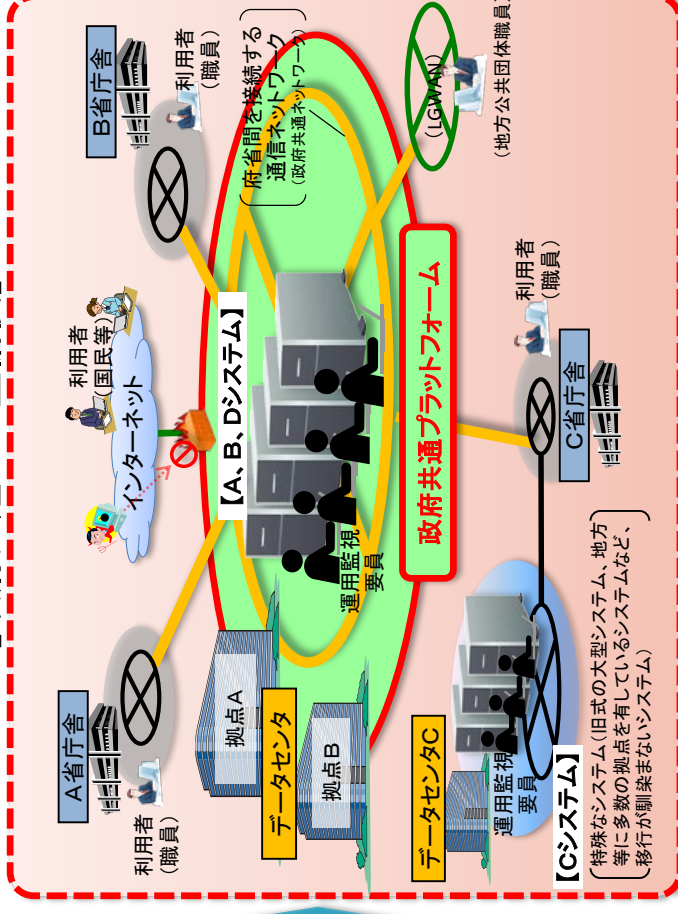 A省庁舎
利用者
（職員）
利用者
（国民等）
インターネット
B省庁舎
利用者
（職員）
府省間を接続する
通信ネットワーク
（政府共通ネットワーク）
【A、B、Dシステム】
拠点A
データセンタ
拠点B
運用監視
要員
政府共通プラットフォーム
(LGWAN)
（地方公共団体職員）
データセンタC
運用監視
要員
【Cシステム】
特殊なシステム（旧式の大型システム、地方
等に多数の拠点を有しているシステムなど、
移行が馴染まないシステム）
利用者
（職員）
C省庁舎